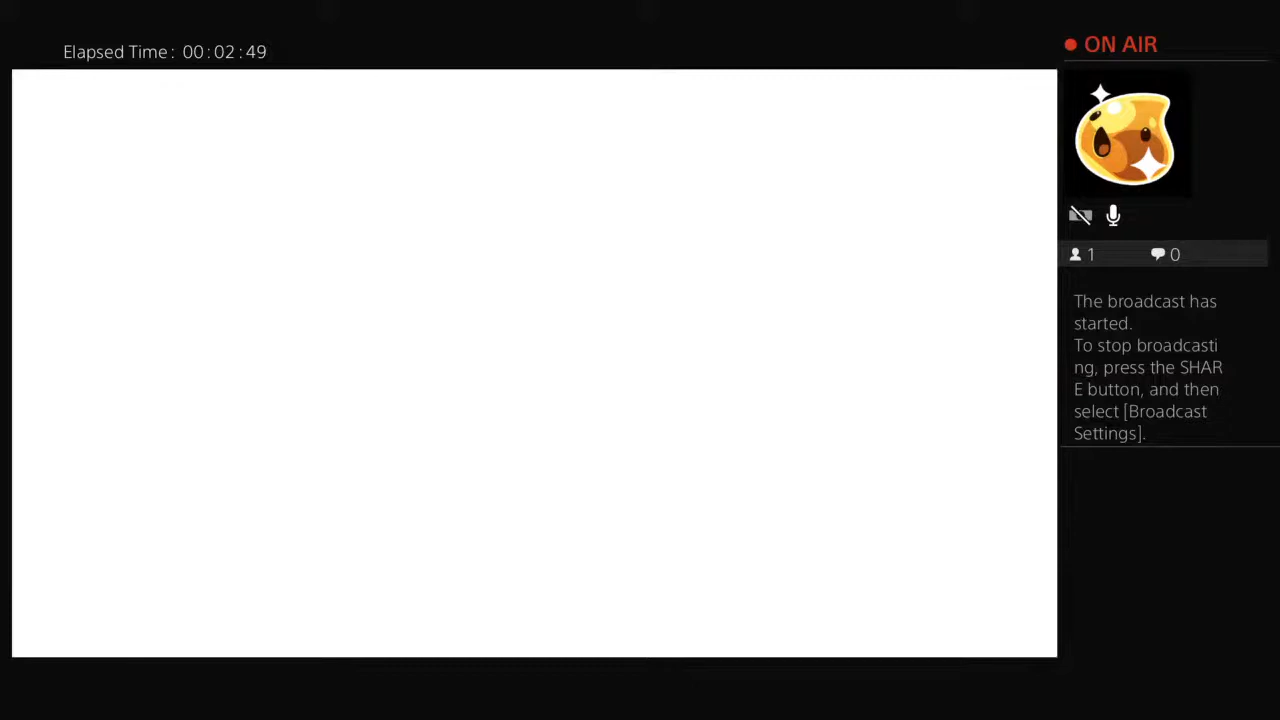 Elapsed Time: 00:02:49
ON AIR
1 0
The broadcast has
started.
To stop broadcasti
ng, press the SHAR
E button, and then
select [Broadcast
Settings].